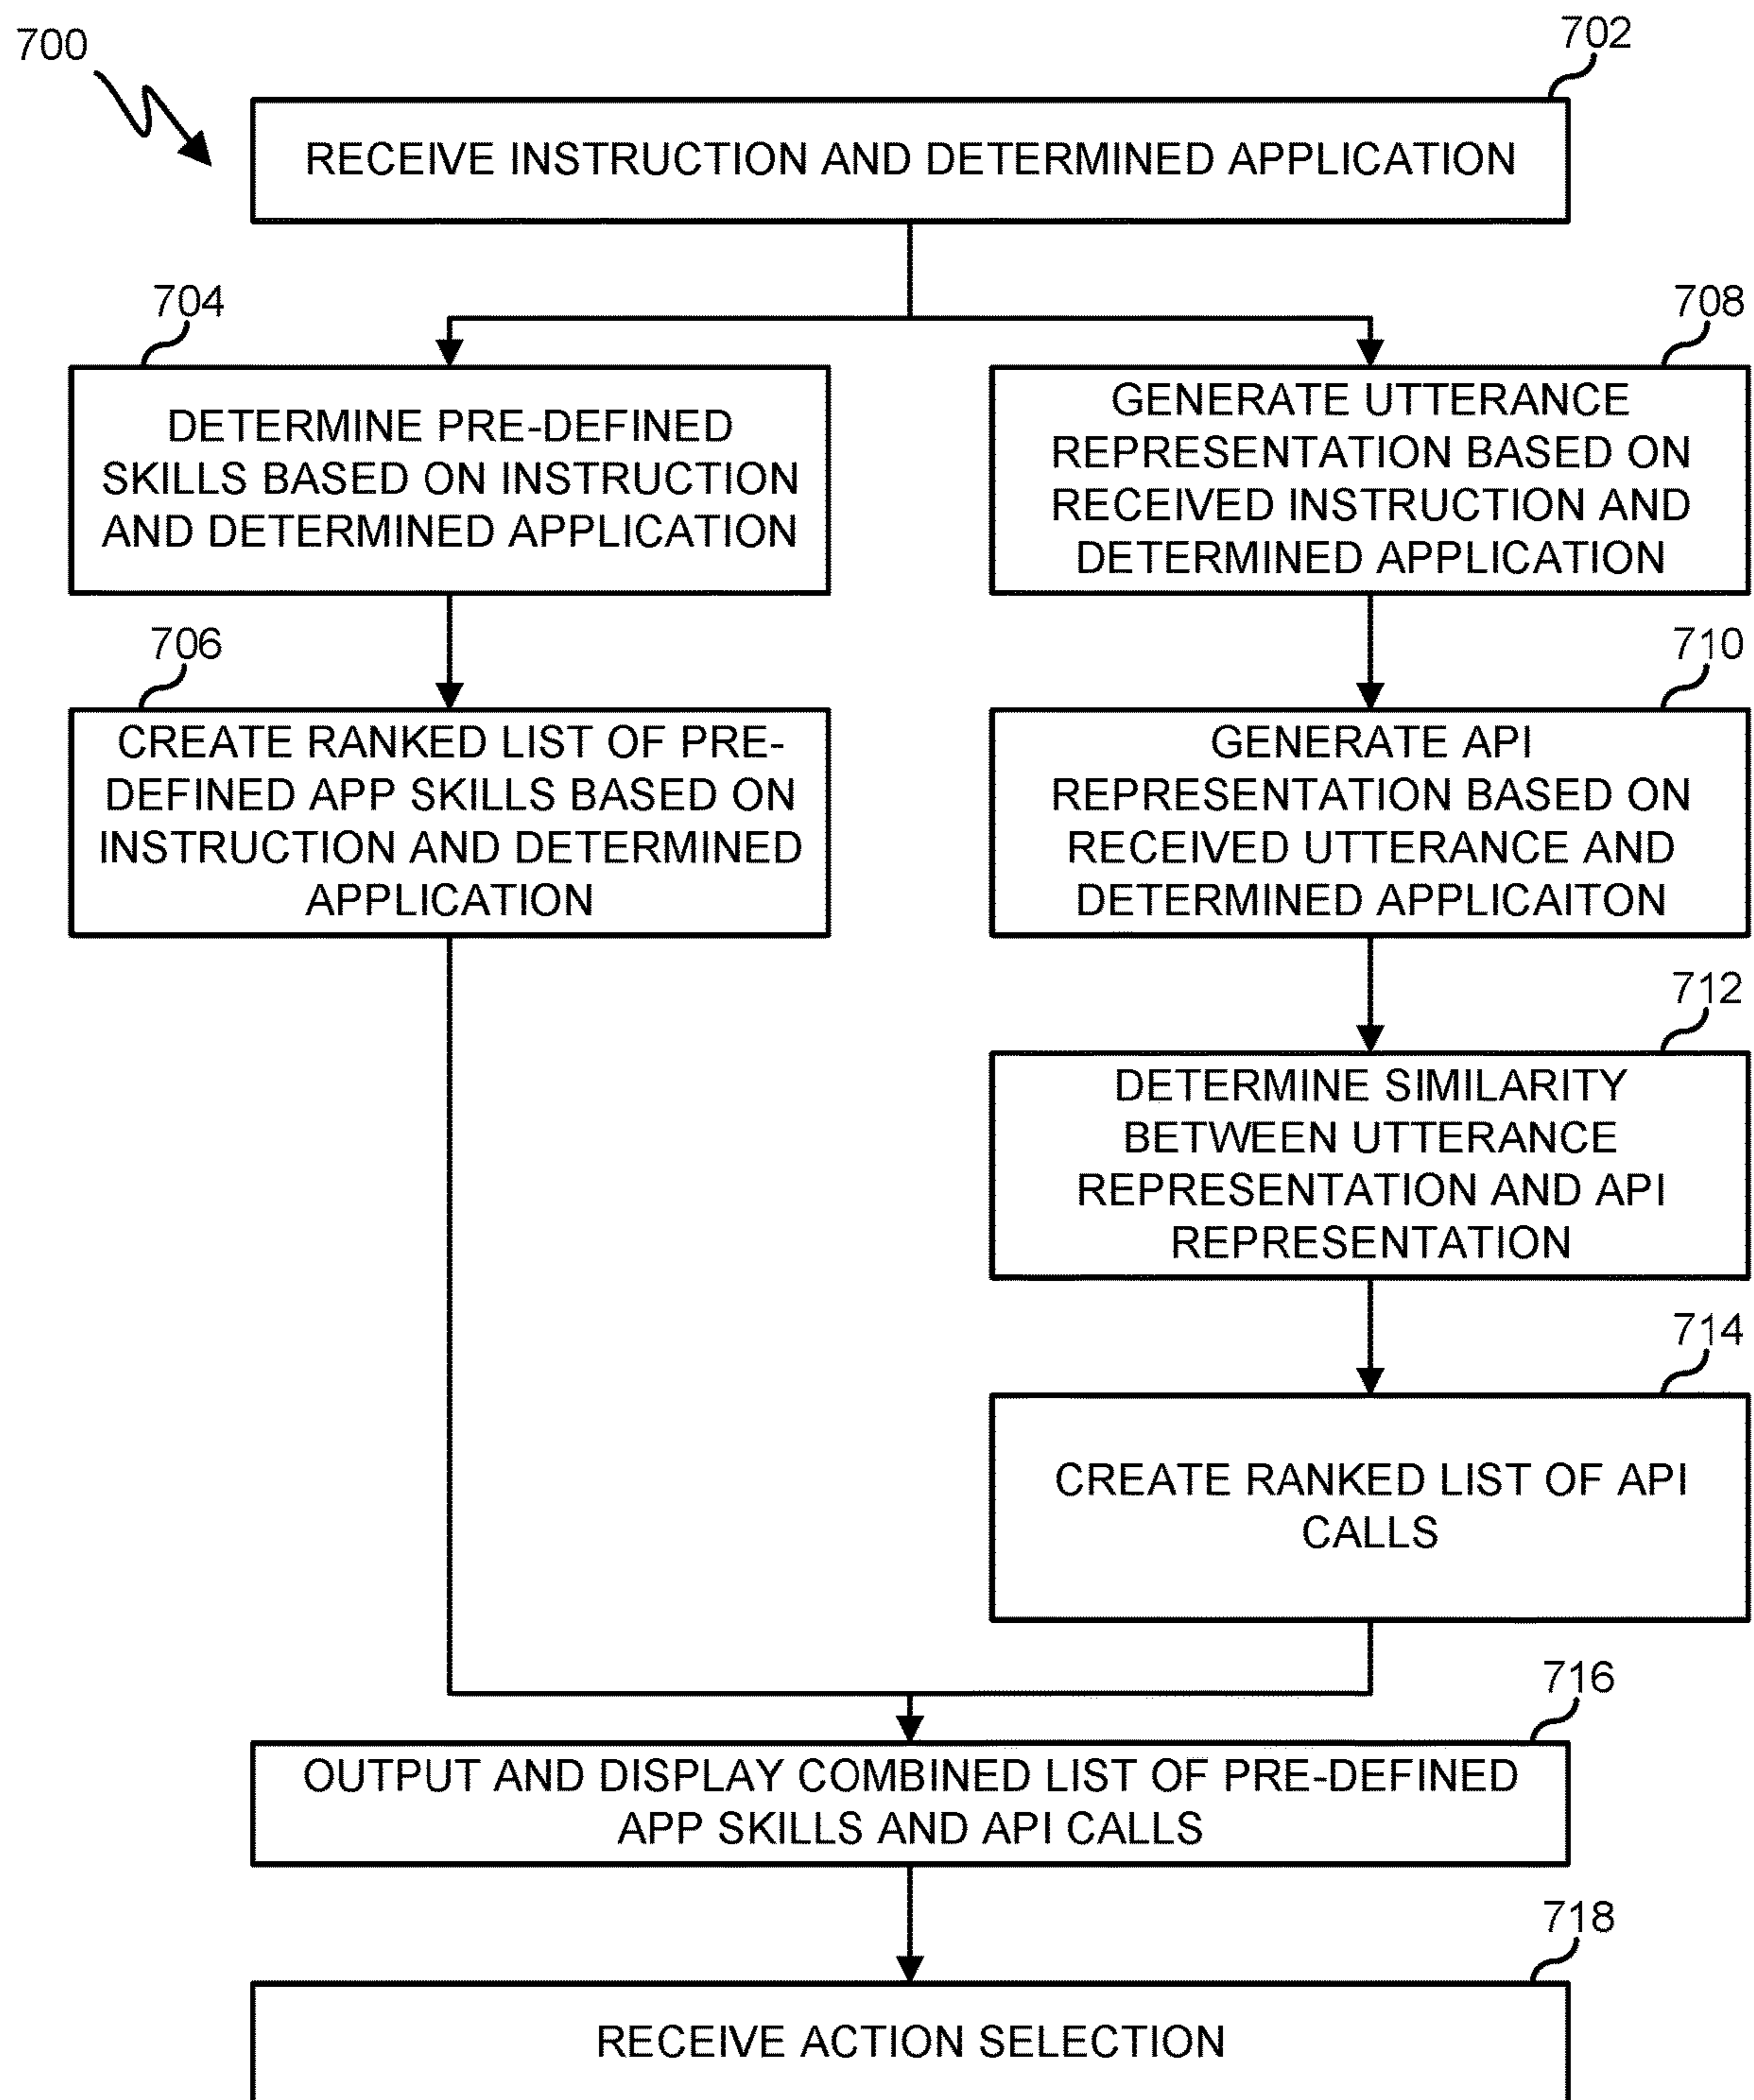 700
702
RECEIVE INSTRUCTION AND DETERMINED APPLICATION
704
DETERMINE PRE-DEFINED
SKILLS BASED ON INSTRUCTION
AND DETERMINED APPLICATION
708
GENERATE UTTERANCE
REPRESENTATION BASED ON
RECEIVED INSTRUCTION AND
DETERMINED APPLICATION
706
CREATE RANKED LIST OF PRE-
DEFINED APP SKILLS BASED ON
INSTRUCTION AND DETERMINED
APPLICATION
710
GENERATE API
REPRESENTATION BASED ON
RECEIVED UTTERANCE AND
DETERMINED APPLICAITON
712
DETERMINE SIMILARITY
BETWEEN UTTERANCE
REPRESENTATION AND API
REPRESENTATION
714
CREATE RANKED LIST OF API
CALLS
716
OUTPUT AND DISPLAY COMBINED LIST OF PRE-DEFINED
APP SKILLS AND API CALLS
718
RECEIVE ACTION SELECTION